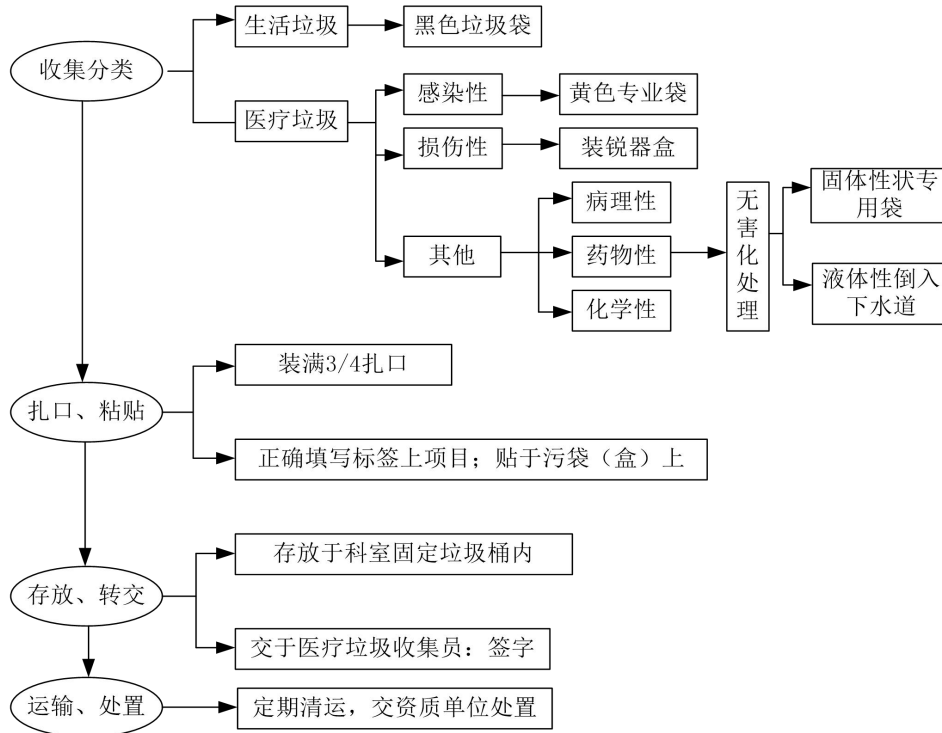 生活垃圾
黑色垃圾袋
收集分类
感染性
黄色专业袋
医疗垃圾
损伤性
装锐器盒
病理性
无害化处理
固体性状专
用袋
其他
药物性
液体性倒入
下水道
化学性
装满3/4扎口
扎口、粘贴
正确填写标签上项目；贴于污袋（盒）上
存放于科室固定垃圾桶内
存放、转交
交于医疗垃圾收集员：签字
运输、处置
定期清运，交资质单位处置